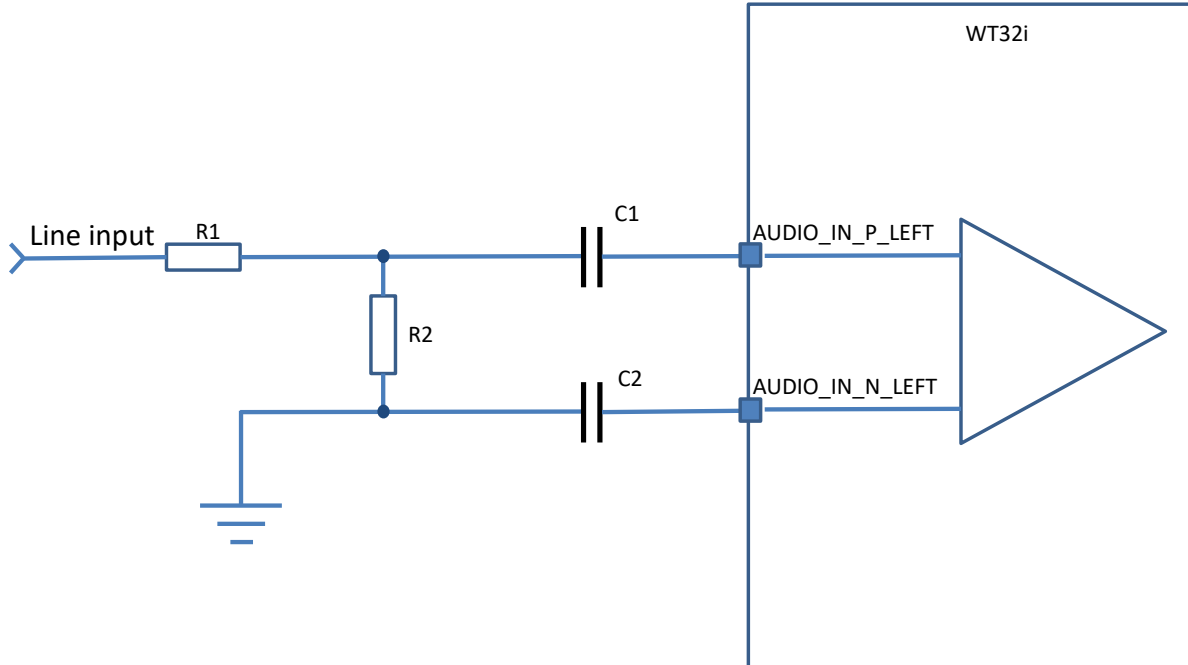 WT32i
C1
Line input
R1
AUDIO_IN_P_LEFT
R2
C2
AUDIO_IN_N_LEFT